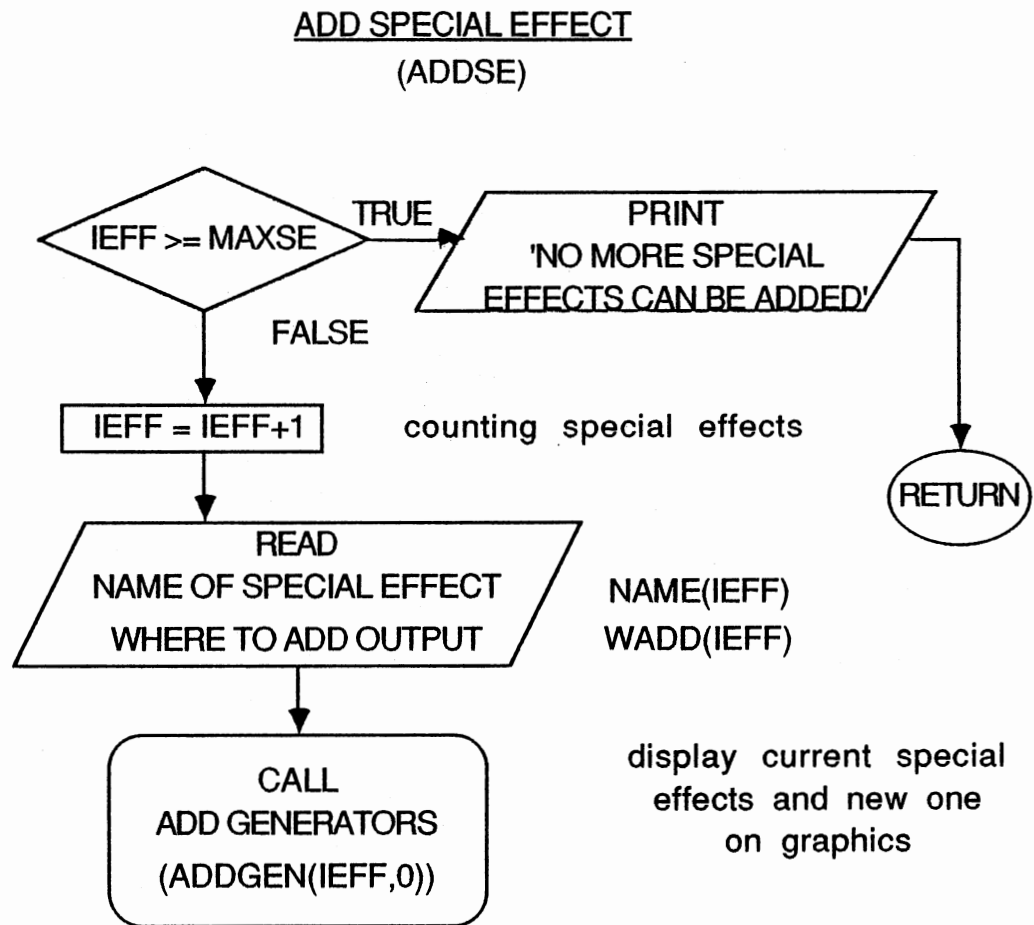 ADD SPECIAL EFFECT
(ADDSE)
IEFF >= MAXSE
TRUE
PRINT
'NO MORE SPECIAL
EFFECTS CAN BE ADDED'
FALSE
IEFF = IEFF+1
counting special effects
RETURN
READ
NAME OF SPECIAL EFFECT
WHERE TO ADD OUTPUT
NAME(IEFF)
WADD(IEFF)
CALL
ADD GENERATORS
(ADDGEN(IEFF,0))
display current special
effects and new one
on graphics